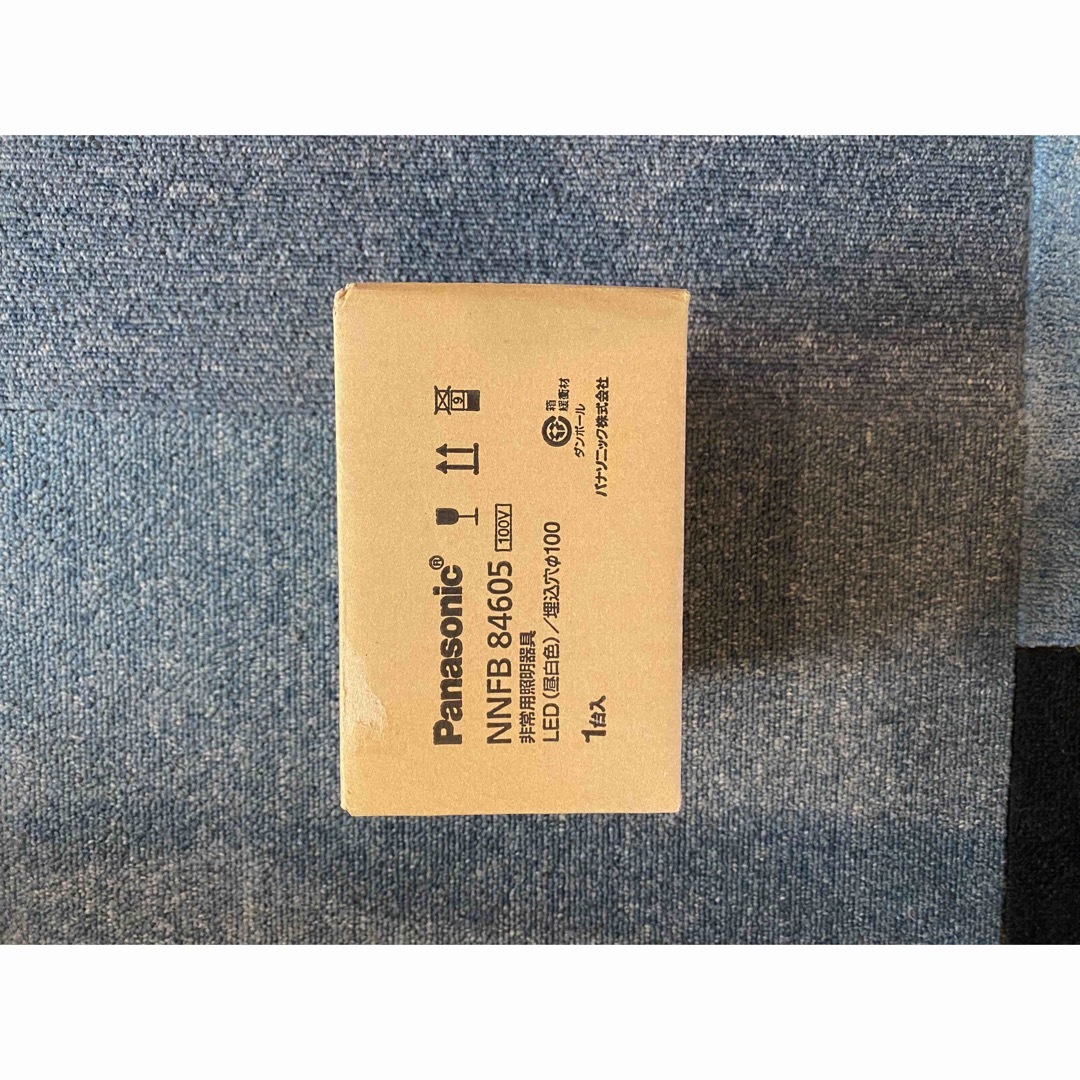 Panasonic®
NNFB 84605 100V
非常用照明器具
LED(昼白色)/埋込穴φ100
1台入
9
箱
緩衝材
ダンボール
パナソニック株式会社